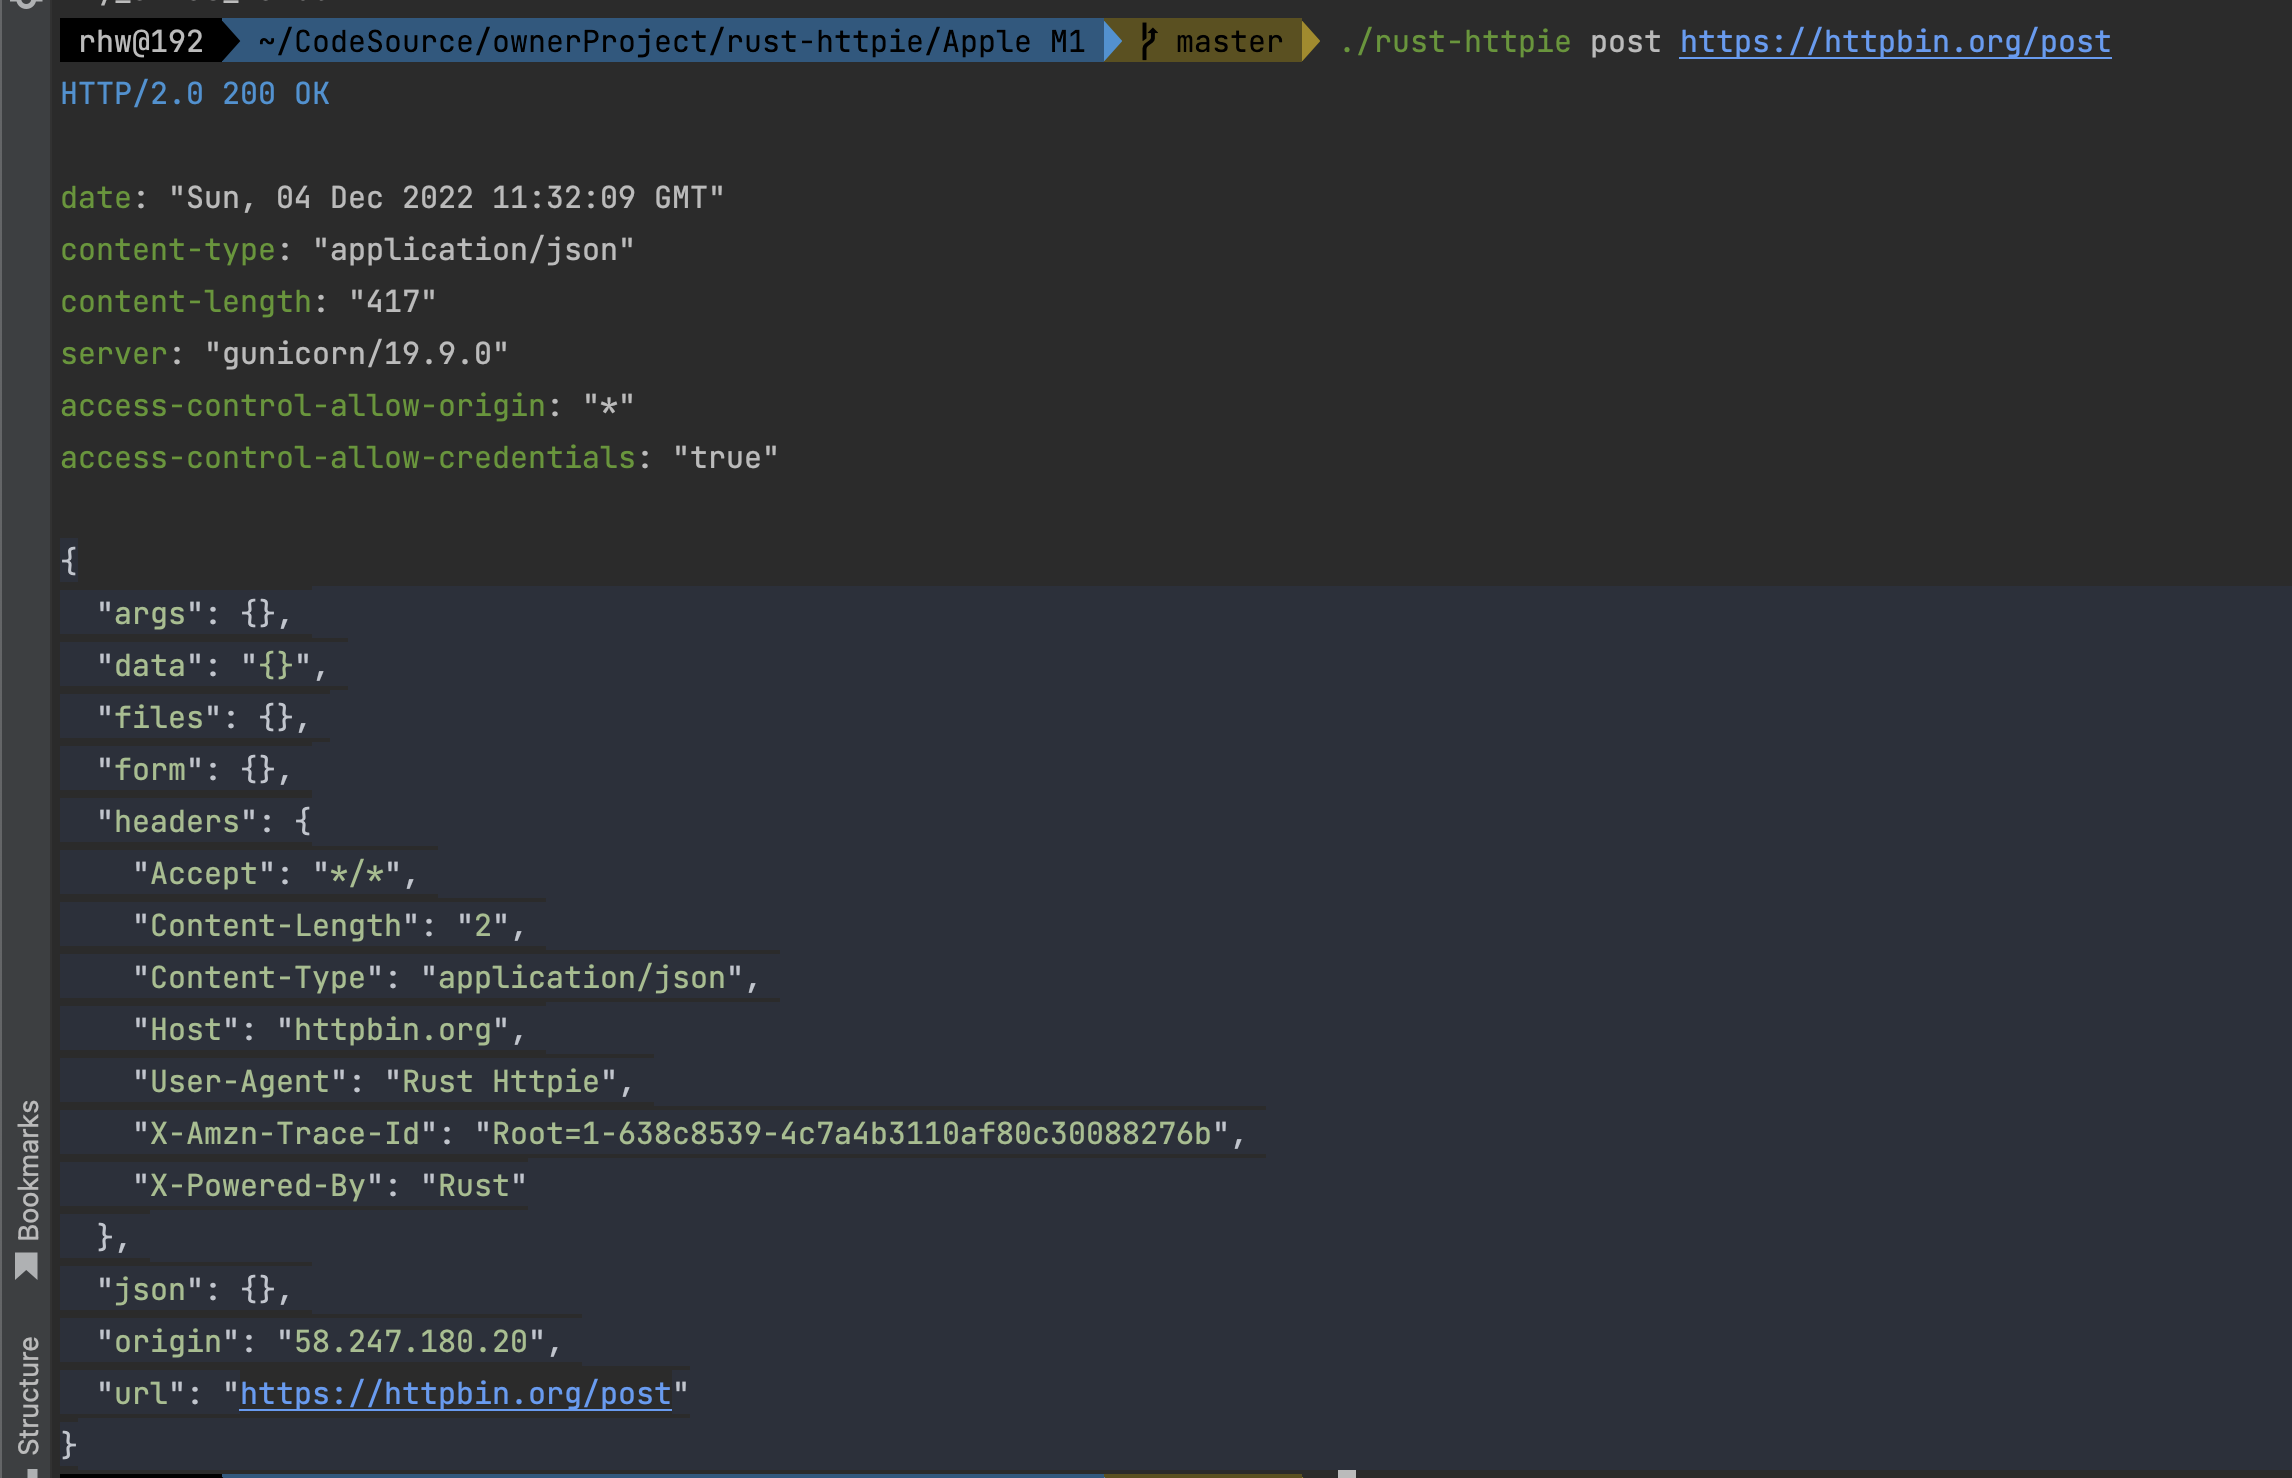 rhw@192 ~/CodeSource/ownerProject/rust-httpie/Apple M1 master ./rust-httpie post https://httpbin.org/post
HTTP/2.0 200 OK
date: "Sun, 04 Dec 2022 11:32:09 GMT"
content-type: "application/json"
content-length: "417"
server: "gunicorn/19.9.0"
access-control-allow-origin: "*"
access-control-allow-credentials: "true"
{
  "args": {},
  "data": "{}",
  "files": {},
  "form": {},
  "headers": {
    "Accept": "*/*",
    "Content-Length": "2",
    "Content-Type": "application/json",
    "Host": "httpbin.org",
    "User-Agent": "Rust Httpie",
    "X-Amzn-Trace-Id": "Root=1-638c8539-4c7a4b3110af80c30088276b",
    "X-Powered-By": "Rust"
  },
  "json": {},
  "origin": "58.247.180.20",
  "url": "https://httpbin.org/post"
}
Bookmarks
Structure